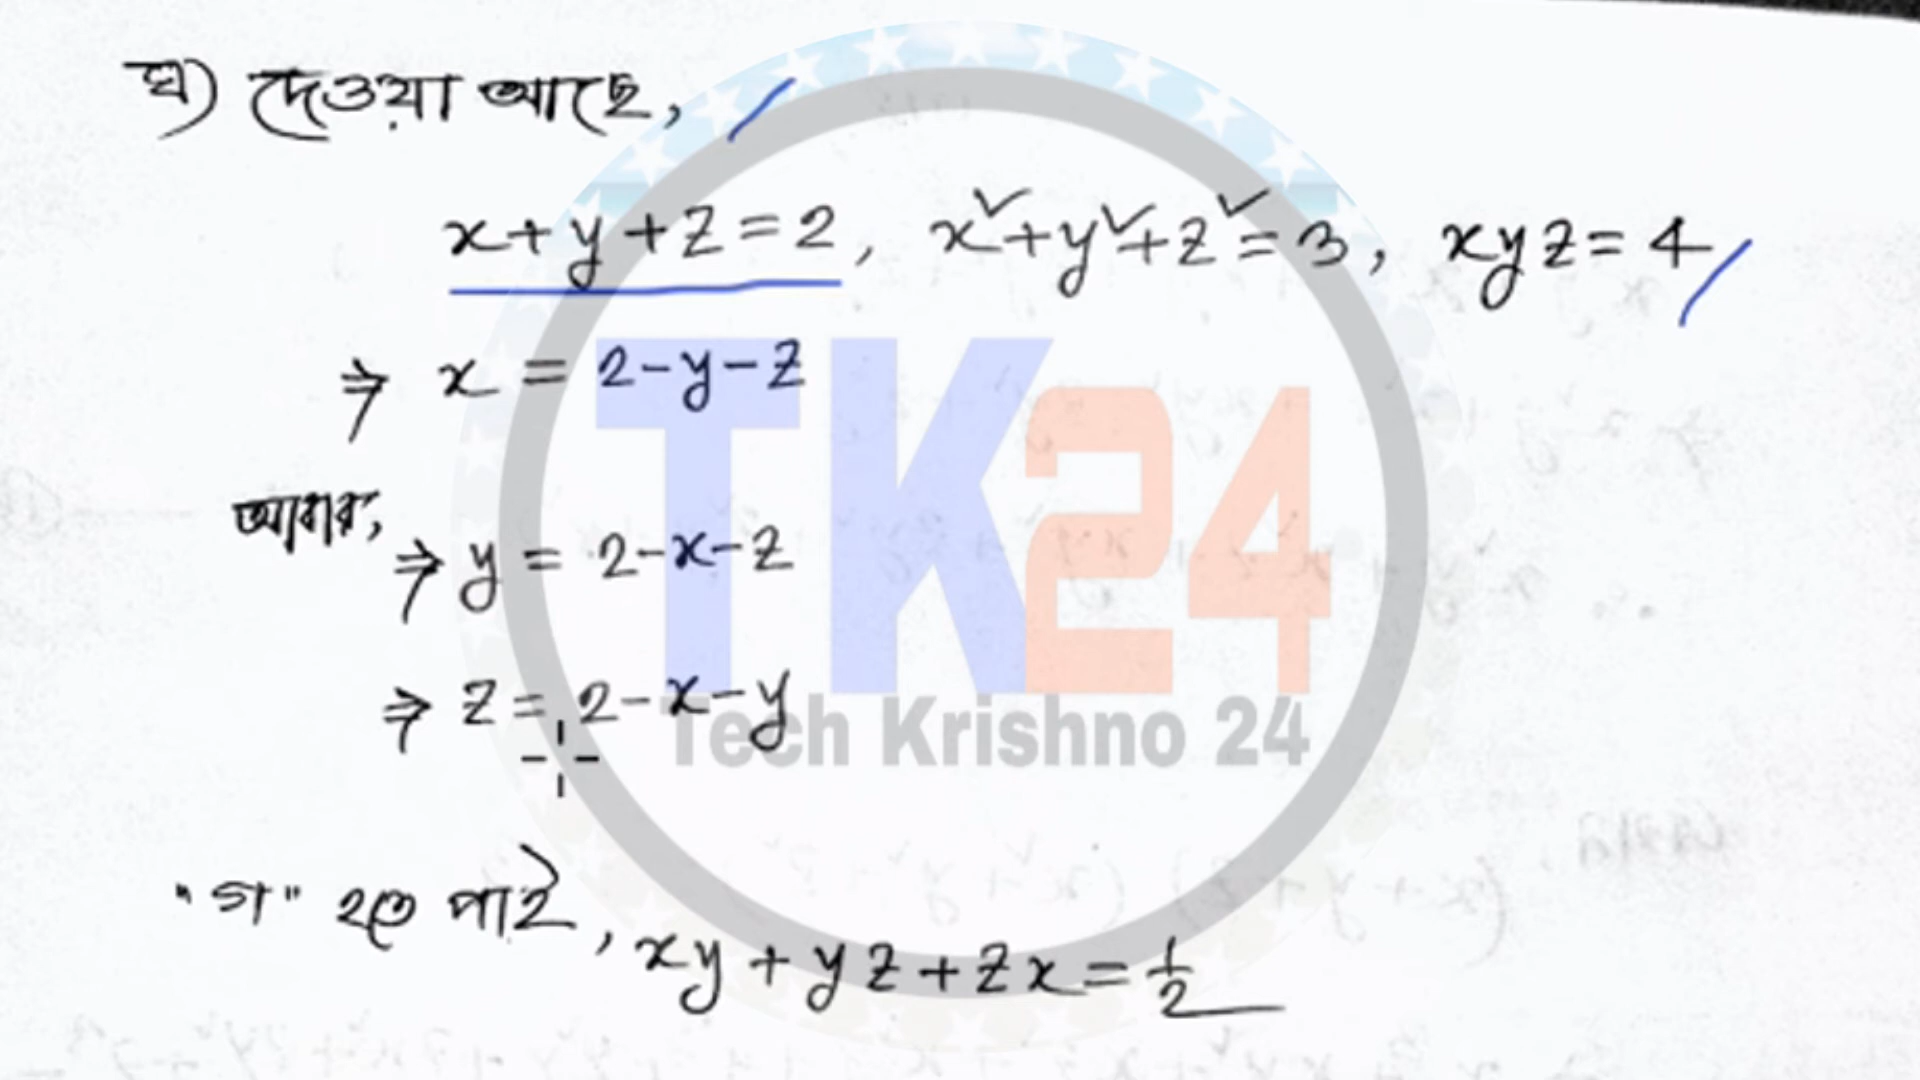 ঘ) দেওয়া আছে,
x+y+z=2, x²+y²+z²=3, xyz=4
⇒ x = 2-y-z
আবার,
⇒ y = 2-x-z
⇒ z = 2-x-y
TK24
Tech Krishno 24
"গ" হতে পাই, xy+yz+zx=1/2